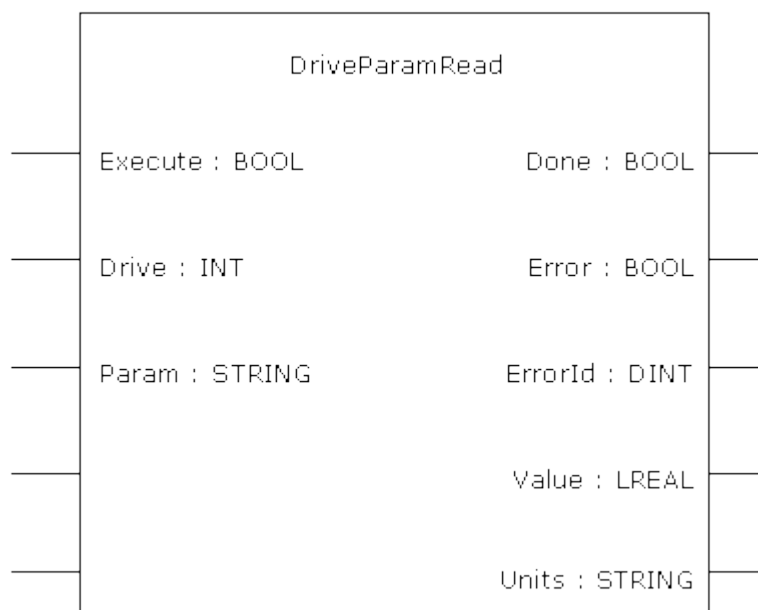 DriveParamRead
Execute : BOOL Done : BOOL
Drive : INT Error : BOOL
Param : STRING ErrorId : DINT
Value : LREAL
Units : STRING